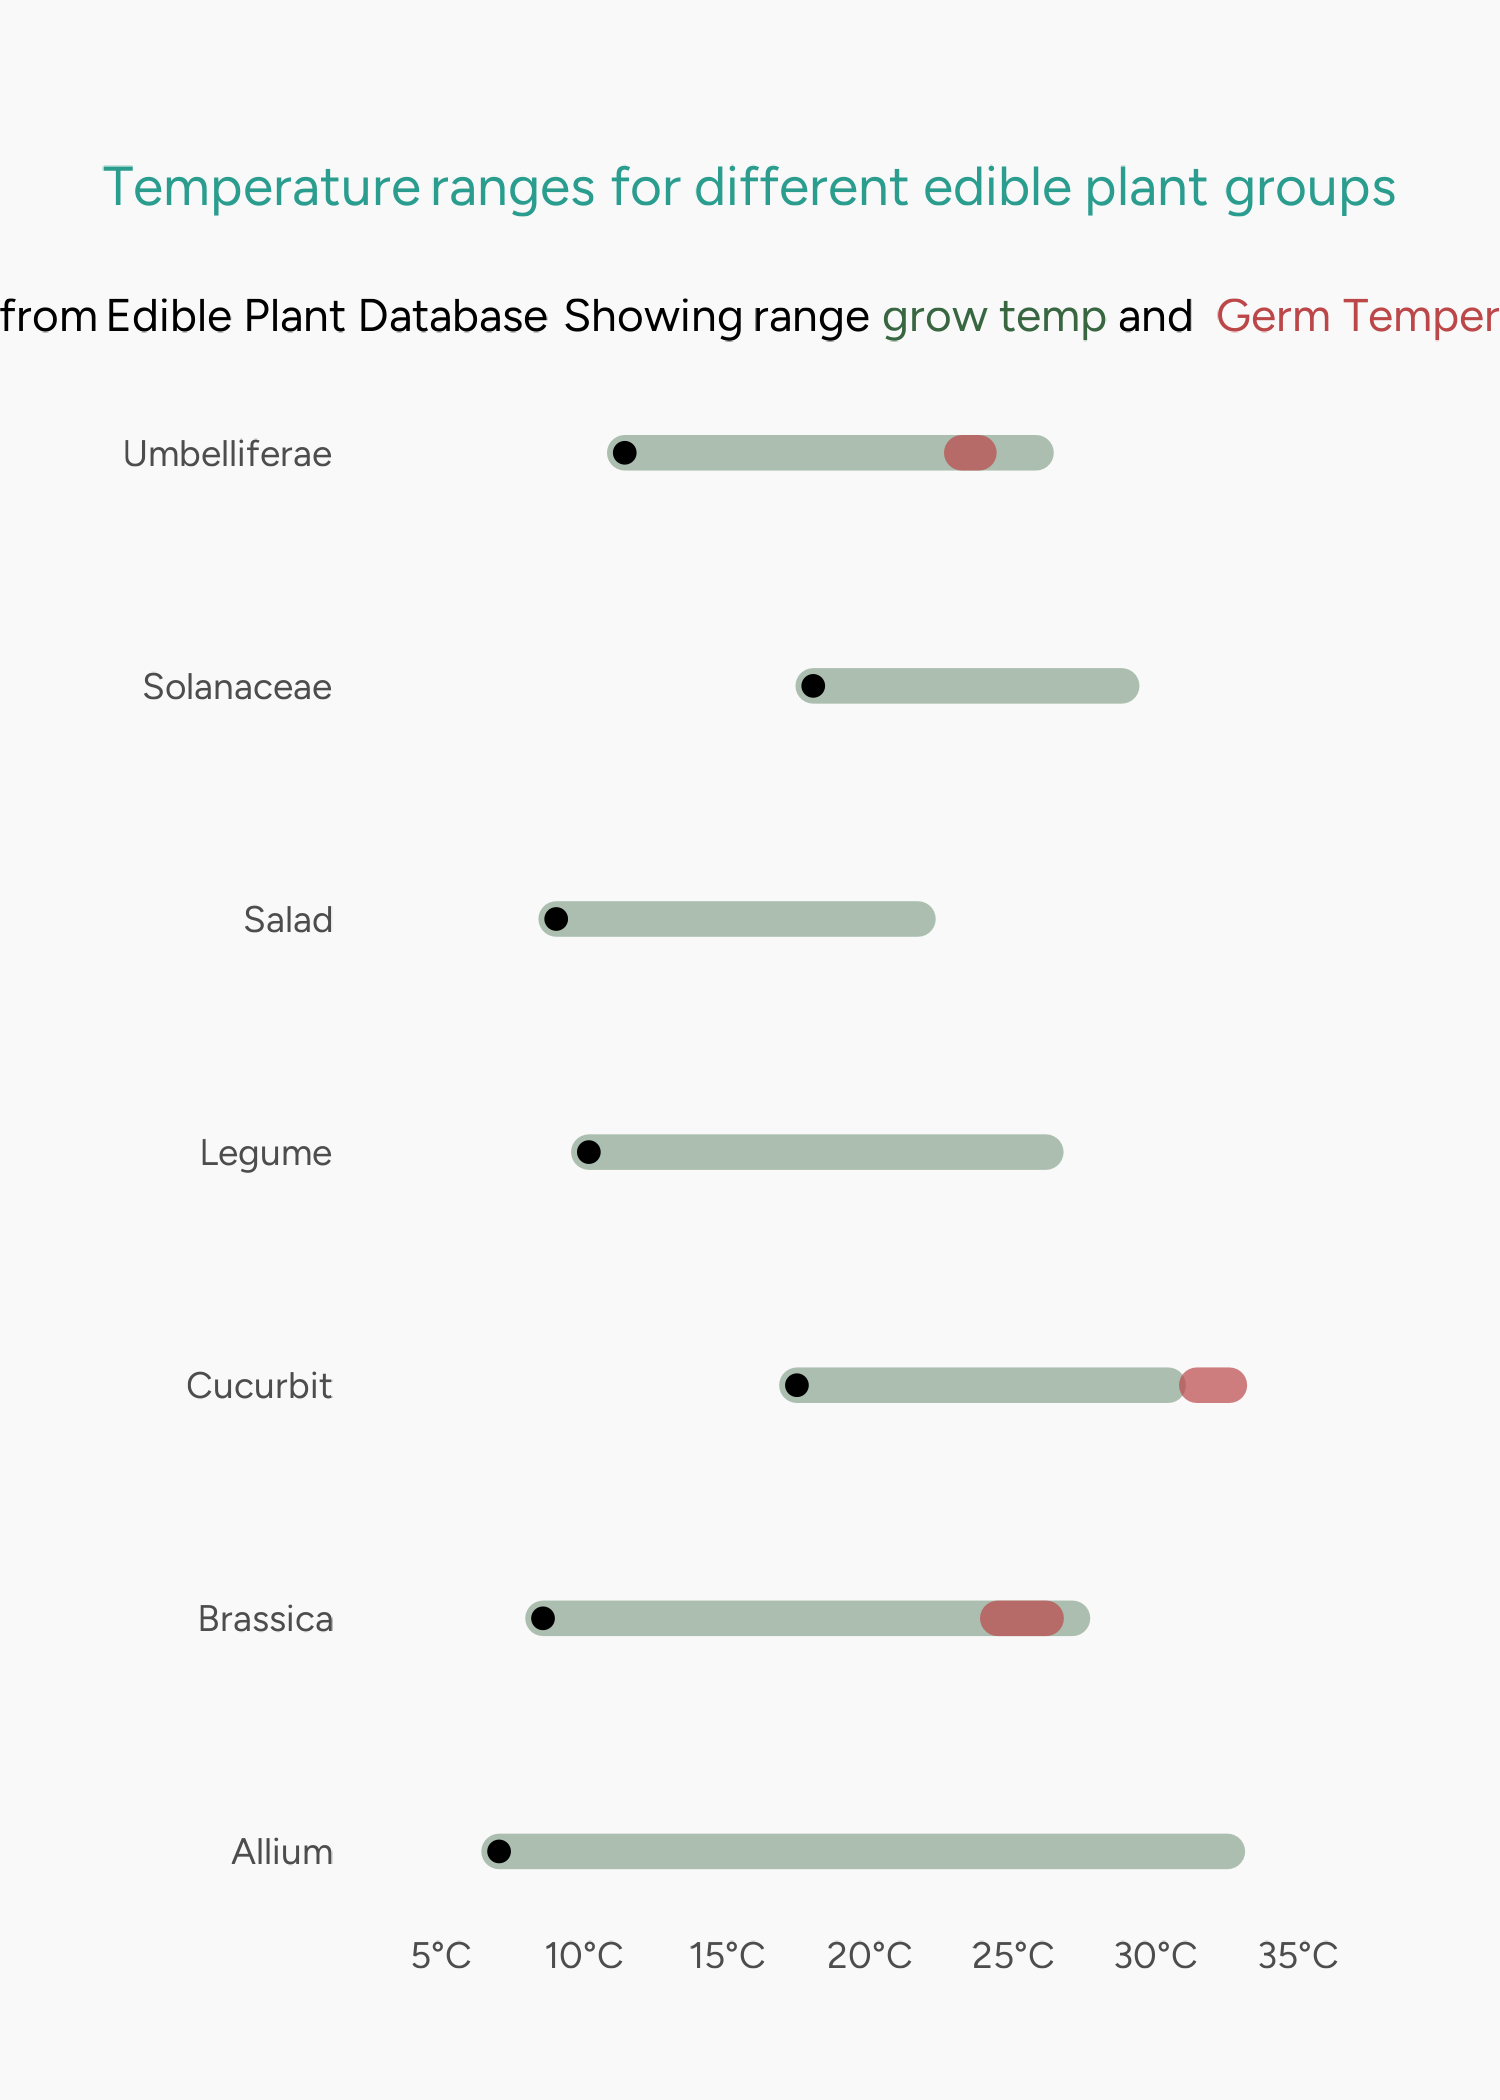 Temperature ranges for different edible plant groups
from Edible Plant Database Showing range grow temp and Germ Temper
Umbelliferae
Solanaceae
Salad
Legume
Cucurbit
Brassica
Allium
5°C 10°C 15°C 20°C 25°C 30°C 35°C